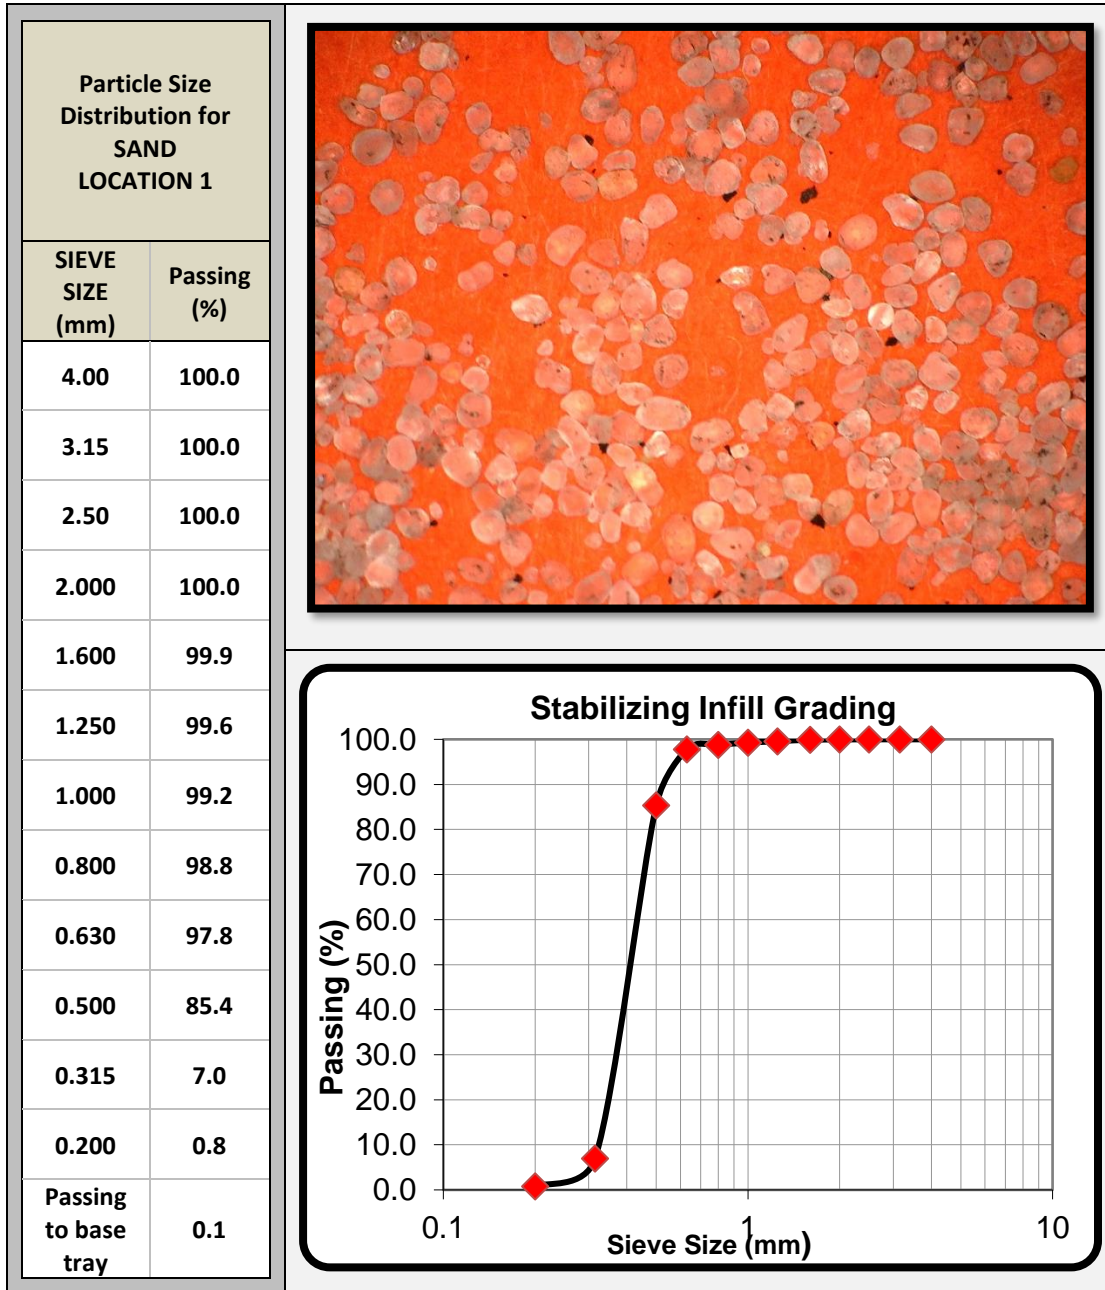 Particle Size
Distribution for
SAND
LOCATION 1
SIEVE
SIZE
(mm)
Passing
(%)
4.00 100.0
3.15 100.0
2.50 100.0
2.000 100.0
1.600 99.9
1.250 99.6
1.000 99.2
0.800 98.8
0.630 97.8
0.500 85.4
0.315 7.0
0.200 0.8
Passing
to base
tray
0.1
Stabilizing Infill Grading
Passing (%)
100.0
90.0
80.0
70.0
60.0
50.0
40.0
30.0
20.0
10.0
0.0
0.1 1 10
Sieve Size (mm)